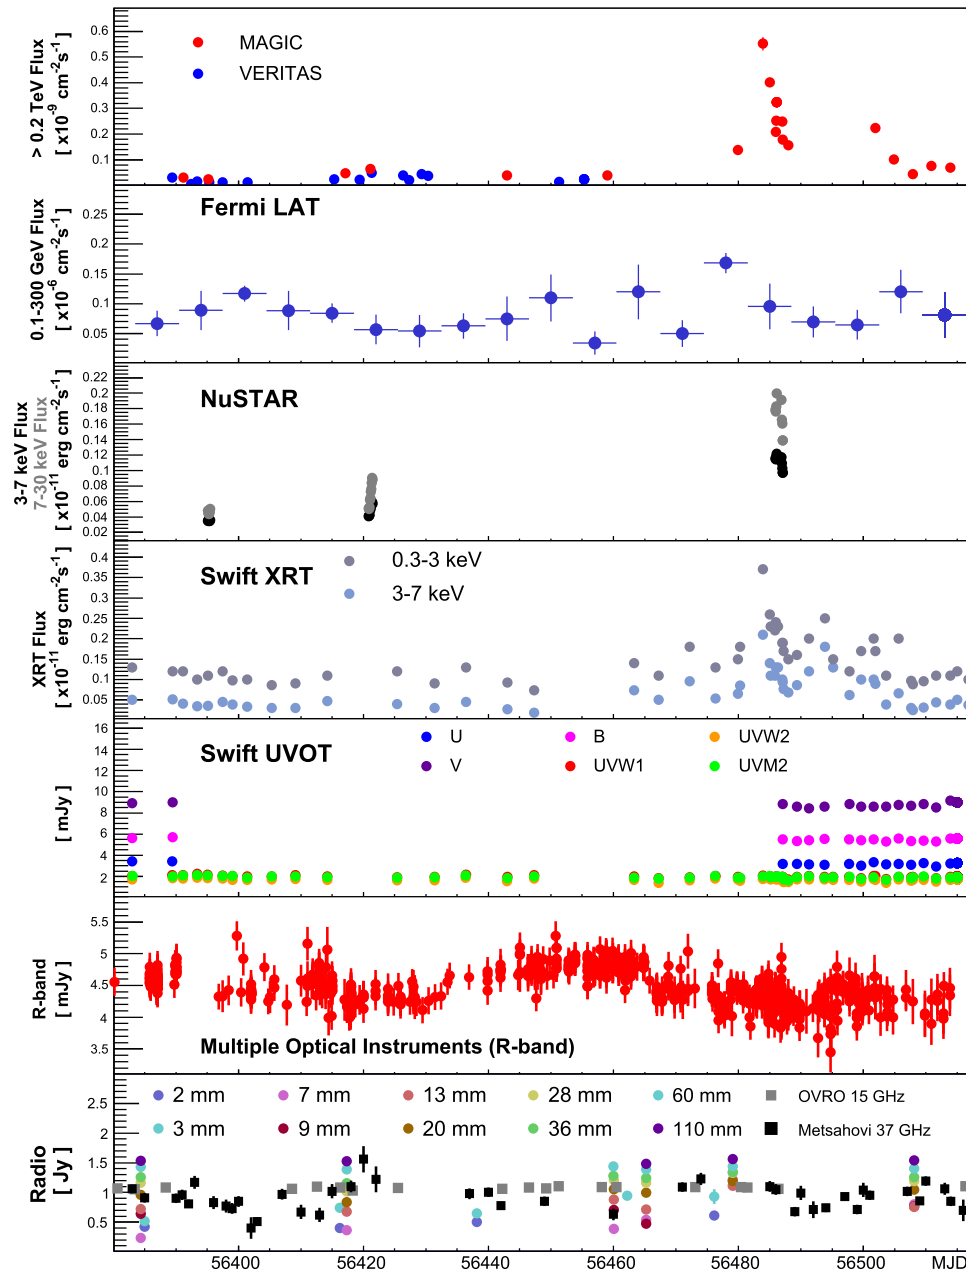 > 0.2 TeV Flux
[ x10-9 cm-2s-1]
0.6
0.5
0.4
0.3
0.2
0.1
MAGIC
VERITAS
0.1-300 GeV Flux
[x10-6 cm-2s-1]
0.25
0.2
0.15
0.1
0.05
Fermi LAT
3-7 keV Flux
7-30 keV Flux
[ x10-11 erg cm-2s-1]
0.22
0.2
0.18
0.16
0.14
0.12
0.1
0.08
0.06
0.04
0.02
NuSTAR
XRT Flux
[x10-11 erg cm-2s-1]
0.4
0.35
0.3
0.25
0.2
0.15
0.1
0.05
Swift XRT
0.3-3 keV
3-7 keV
[ mJy]
16
14
12
10
8
6
4
2
Swift UVOT
U
B
UVW2
V
UVW1
UVM2
R-band
[ mJy]
5.5
5
4.5
4
3.5
Multiple Optical Instruments (R-band)
Radio
[ Jy]
2.5
2
1.5
1
0.5
2 mm
7 mm
13 mm
28 mm
60 mm
OVRO 15 GHz
3 mm
9 mm
20 mm
36 mm
110 mm
Metsahovi 37 GHz
56400
56420
56440
56460
56480
56500
MJD